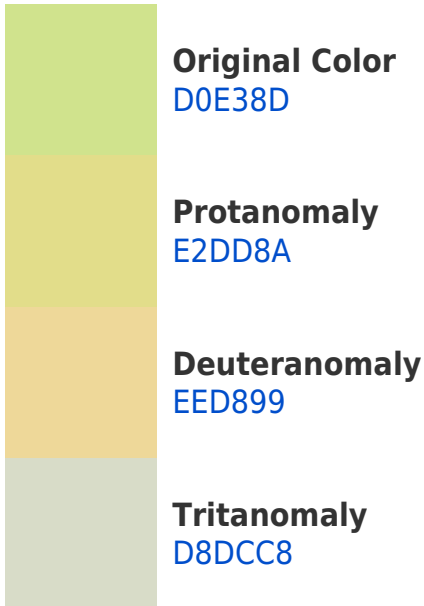 Original Color
D0E38D
Protanomaly
E2DD8A
Deuteranomaly
EED899
Tritanomaly
D8DCC8